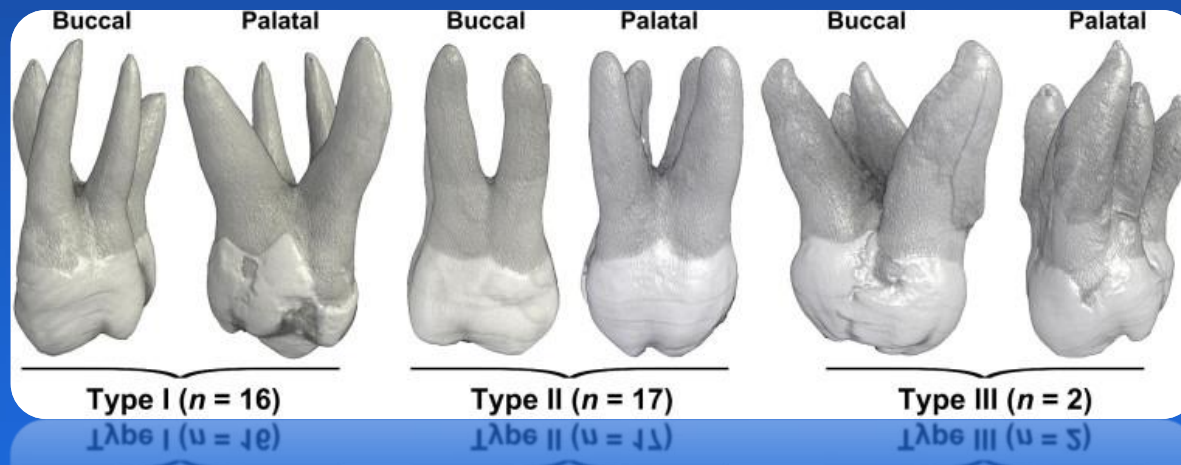 Buccal Palatal Buccal Palatal Buccal Palatal
Type I (n = 16) Type II (n = 17) Type III (n = 2)